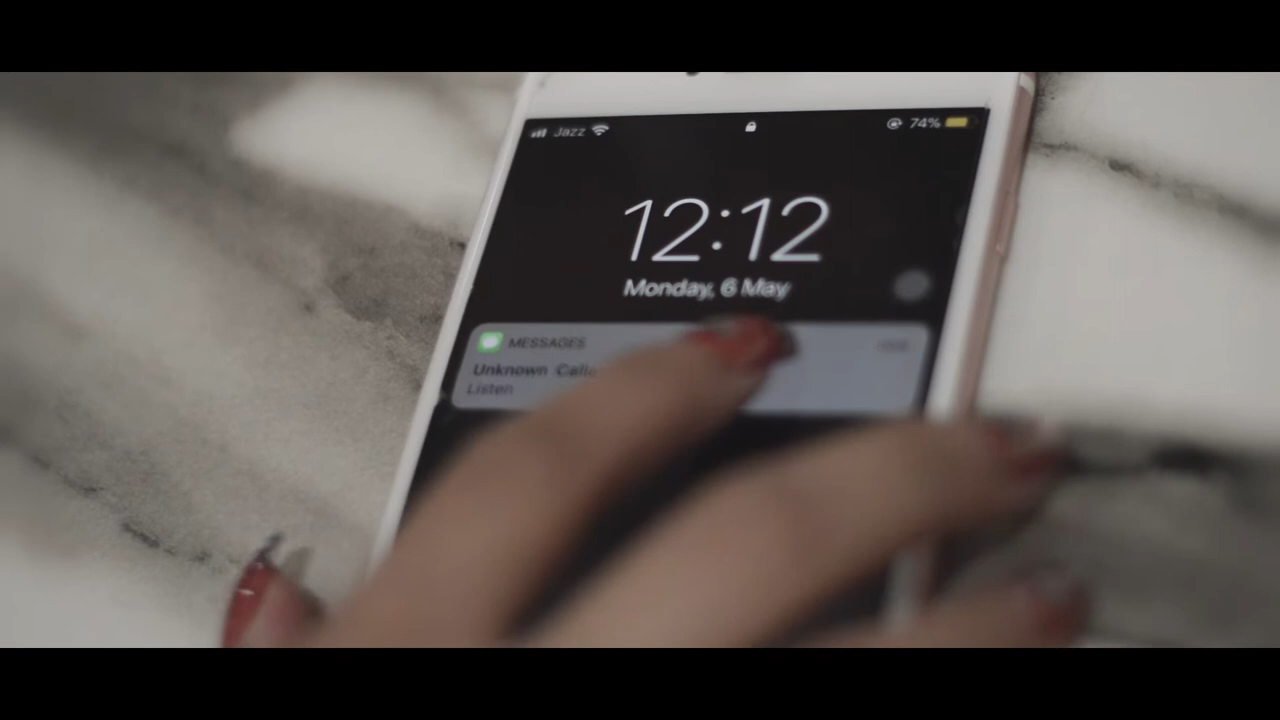 Jazz 74%
12:12
Monday, 6 May
MESSAGES
Unknown
Listen